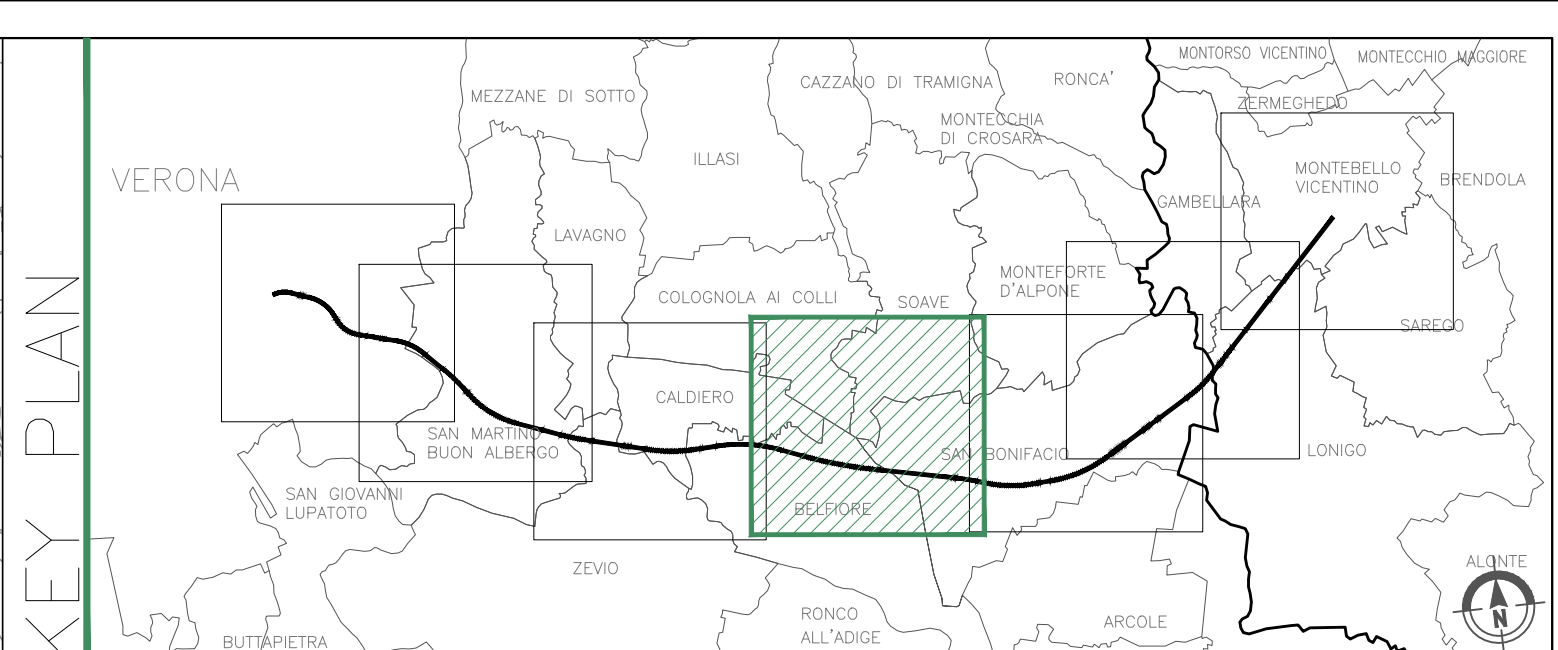 KEY PLAN
MONTORSO VICENTINO
MONTECCHIO MAGGIORE
CAZZANO DI TRAMIGNA
RONCA'
MEZZANE DI SOTTO
ZERMEGHEDO
MONTECCHIA
DI CROSARA
ILLASI
VERONA
MONTEBELLO
VICENTINO
BRENDOLA
GAMBELLARA
LAVAGNO
MONTEFORTE
D'ALPONE
COLOGNOLA AI COLLI
SOAVE
SAREGO
CALDIERO
SAN MARTINO
BUON ALBERGO
SAN BONIFACIO
LONIGO
SAN GIOVANNI
LUPATOTO
BELFIORE
ZEVIO
ALONTE
N
RONCO
ALL'ADIGE
ARCOLE
BUTTAPIETRA